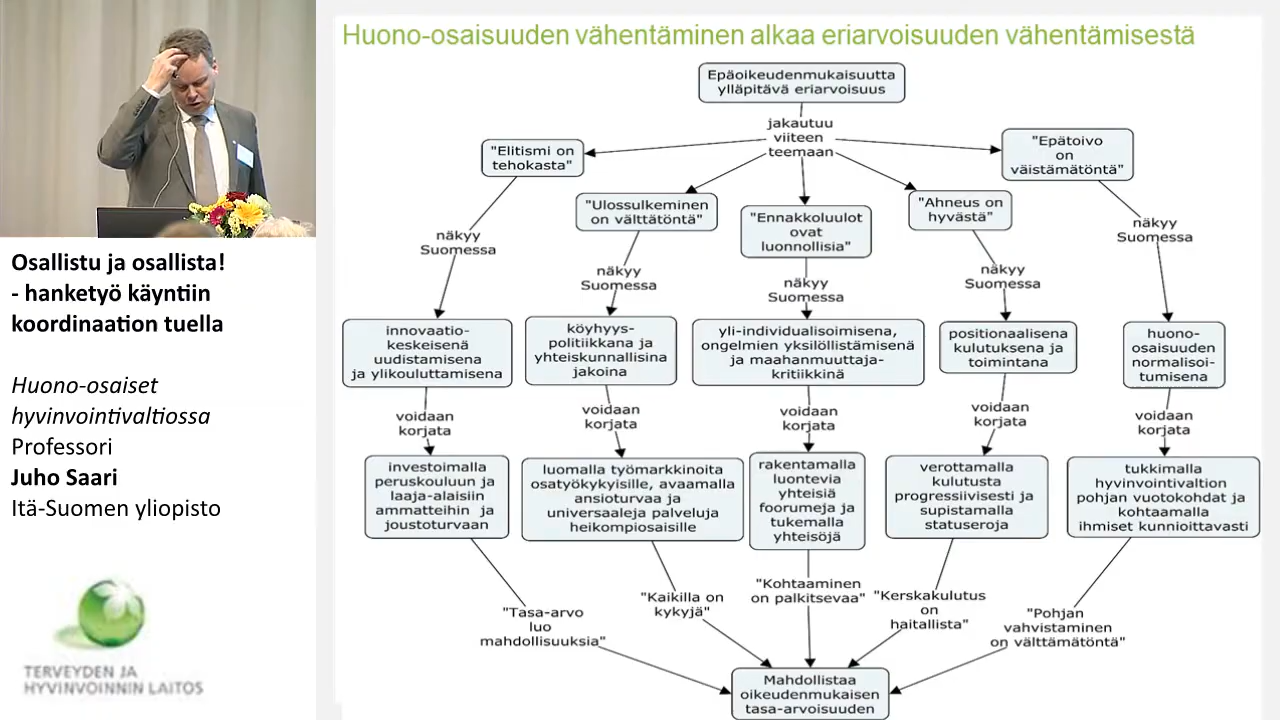 Huono-osaisuuden vähentäminen alkaa eriarvoisuuden vähentämisestä
Osallistu ja osallista!
- hanketyö käyntiin
koordinaation tuella
Huono-osaiset
hyvinvointivaltiossa
Professori
Juho Saari
Itä-Suomen yliopisto
TERVEYDEN JA
HYVINVOINNIN LAITOS
Epäoikeudenmukaisuutta
ylläpitävä eriarvoisuus
jakautuu
viiteen
teemaan
"Elitismi on
tehokasta"
"Ulossulkeminen
on välttätöntä"
"Ennakkoluulot
ovat
luonnollisia"
"Ahneus on
hyvästä"
"Epätoivo
on
väistämätöntä"
näkyy
Suomessa
näkyy
Suomessa
näkyy
Suomessa
näkyy
Suomessa
näkyy
Suomessa
innovaatio-
keskeisenä
uudistamisena
ja ylikouluttamisena
köyhyys-
politiikkana ja
yhteiskunnallisina
jakoina
yli-individualisoimisena,
ongelmien yksilöllistämisenä
ja maahanmuuttaja-
kritiikkinä
positionaalisena
kulutuksena ja
toimintana
huono-
osaisuuden
normalisoi-
tumisena
voidaan
korjata
voidaan
korjata
voidaan
korjata
voidaan
korjata
voidaan
korjata
investoimalla
peruskouluun ja
laaja-alaisiin
ammatteihin ja
joustoturvaan
luomalla työmarkkinoita
osatyökykyisille, avaamalla
ansioturvaa ja
universaaleja palveluja
heikompiosaisille
rakentamalla
luontevia
yhteisiä
foorumeja ja
tukemalla
yhteisöjä
verottamalla
kulutusta
progressiivisesti ja
supistamalla
statuseroja
tukkimalla
hyvinvointivaltion
pohjan vuotokohdat ja
kohtaamalla
ihmiset kunnioittavasti
"Tasa-arvo
luo
mahdollisuuksia"
"Kaikilla on
kykyjä"
"Kohtaaminen
on palkitsevaa"
"Kerskakulutus
on
haitallista"
"Pohjan
vahvistaminen
on välttämätöntä"
Mahdollistaa
oikeudenmukaisen
tasa-arvoisuuden